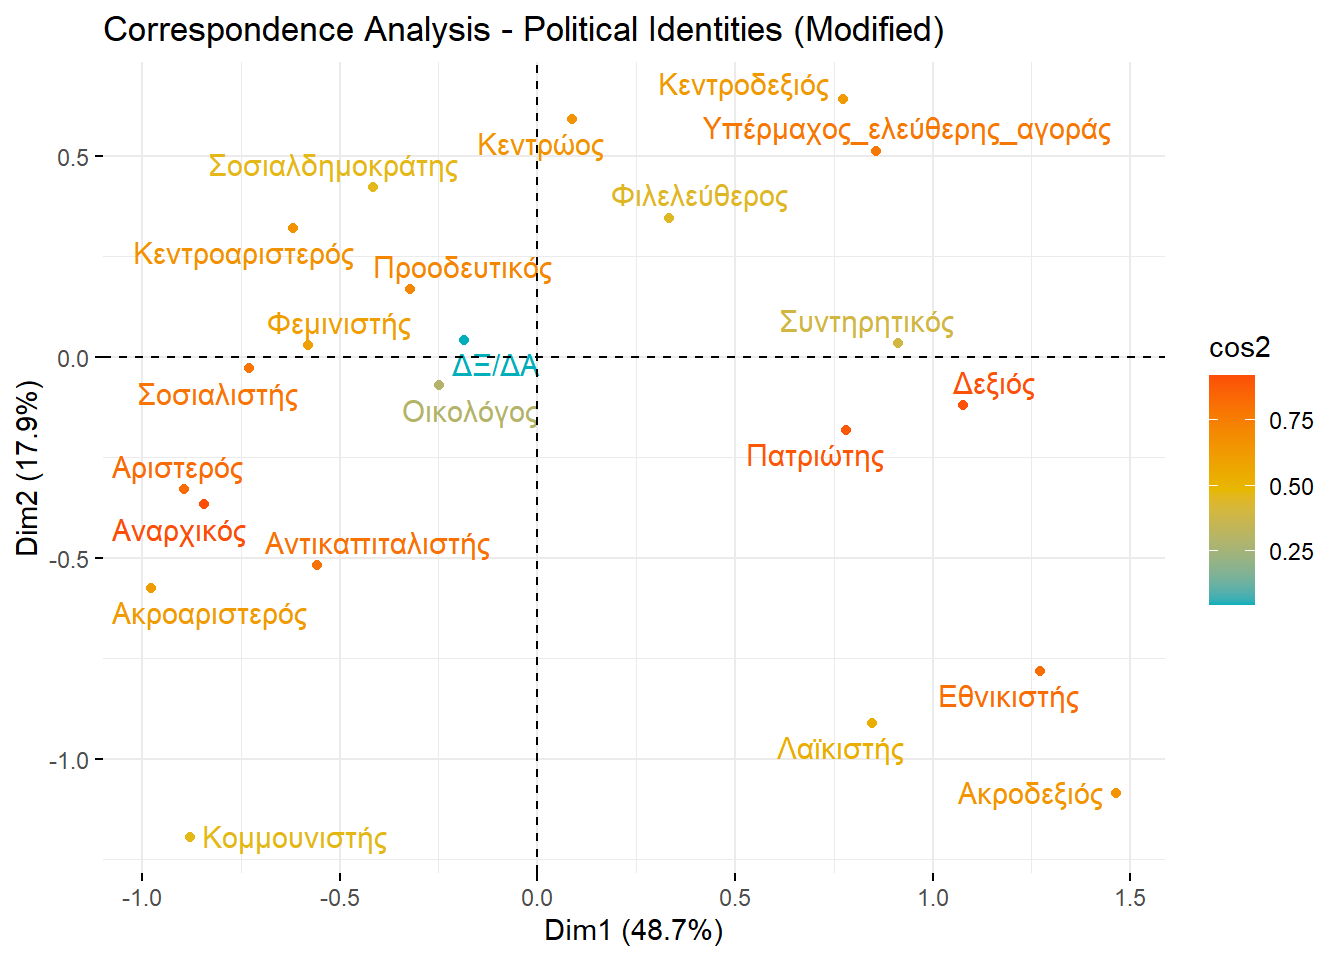 Correspondence Analysis - Political Identities (Modified)
Κεντροδεξιός
Υπέρμαχος_ελεύθερης_αγοράς
Κεντρώος
Σοσιαλδημοκράτης
Φιλελεύθερος
Κεντροαριστερός
Προοδευτικός
Φεμινιστής
Συντηρητικός
ΔΞ/ΔΑ
Σοσιαλιστής
Δεξιός
Οικολόγος
Πατριώτης
Αριστερός
Αναρχικός
Αντικαπιταλιστής
Ακροαριστερός
Εθνικιστής
Λαϊκιστής
Ακροδεξιός
Κομμουνιστής
0.5
0.0
-0.5
-1.0
Dim2 (17.9%)
-1.0 -0.5 0.0 0.5 1.0 1.5
Dim1 (48.7%)
cos2
0.75
0.50
0.25